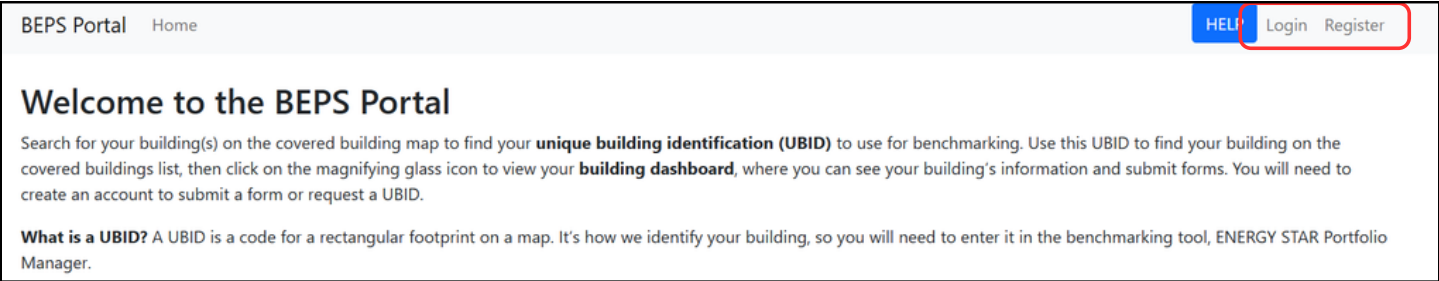 BEPS Portal Home HELP Login Register
Welcome to the BEPS Portal
Search for your building(s) on the covered building map to find your unique building identification (UBID) to use for benchmarking. Use this UBID to find your building on the
covered buildings list, then click on the magnifying glass icon to view your building dashboard, where you can see your building's information and submit forms. You will need to
create an account to submit a form or request a UBID.
What is a UBID? A UBID is a code for a rectangular footprint on a map. It's how we identify your building, so you will need to enter it in the benchmarking tool, ENERGY STAR Portfolio
Manager.